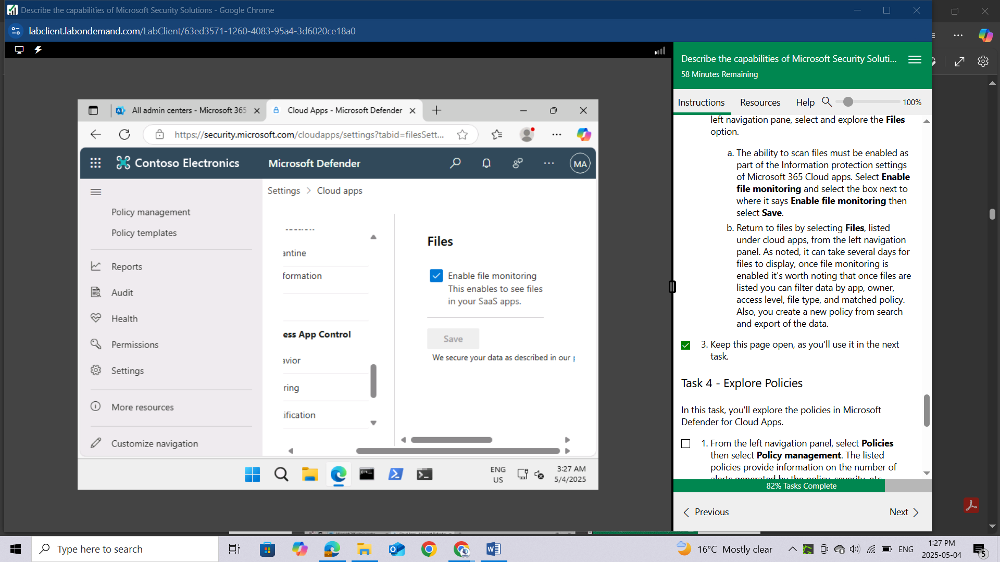 Describe the capabilities of Microsoft Security Solutions - Google Chrome
labclient.labondemand.com/LabClient/63ed3571-1260-4083-95a4-3d6020ce18a0
All admin centers - Microsoft 365
Cloud Apps - Microsoft Defender
https://security.microsoft.com/cloudapps/settings?tabid=filesSett...
Contoso Electronics
Microsoft Defender
MA
Policy management
Policy templates
Reports
Audit
Health
Permissions
Settings
More resources
Customize navigation
Settings > Cloud apps
antine
formation
ess App Control
avior
ring
ification
Files
Enable file monitoring
This enables to see files
in your SaaS apps.
Save
We secure your data as described in our p
ENG
US
3:27 AM
5/4/2025
Describe the capabilities of Microsoft Security Soluti...
58 Minutes Remaining
Instructions
Resources
Help
100%
left navigation pane, select and explore the Files
option.
a. The ability to scan files must be enabled as
part of the Information protection settings
of Microsoft 365 Cloud apps. Select Enable
file monitoring and select the box next to
where it says Enable file monitoring then
select Save.
b. Return to files by selecting Files, listed
under cloud apps, from the left navigation
panel. As noted, it can take several days for
files to display, once file monitoring is
enabled it's worth noting that once files are
listed you can filter data by app, owner,
access level, file type, and matched policy.
Also, you create a new policy from search
and export of the data.
3. Keep this page open, as you'll use it in the next
task.
Task 4 - Explore Policies
In this task, you'll explore the policies in Microsoft
Defender for Cloud Apps.
1. From the left navigation panel, select Policies
then select Policy management. The listed
policies provide information on the number of
alerts generated by the policy, severity, etc.
82% Tasks Complete
Previous
Next
Type here to search
16°C Mostly clear
ENG
1:27 PM
2025-05-04
5